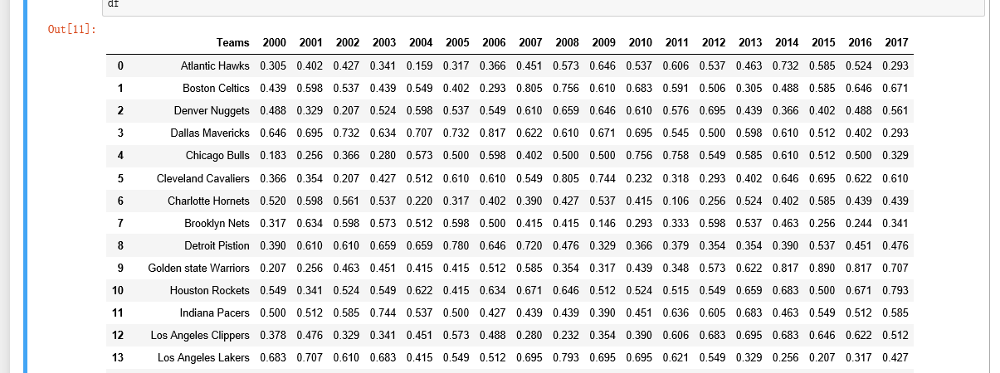 df
Out[11]:
Teams 2000 2001 2002 2003 2004 2005 2006 2007 2008 2009 2010 2011 2012 2013 2014 2015 2016 2017
0 Atlantic Hawks 0.305 0.402 0.427 0.341 0.159 0.317 0.366 0.451 0.573 0.646 0.537 0.606 0.537 0.463 0.732 0.585 0.524 0.293
1 Boston Celtics 0.439 0.598 0.537 0.439 0.549 0.402 0.293 0.805 0.756 0.610 0.683 0.591 0.506 0.305 0.488 0.585 0.646 0.671
2 Denver Nuggets 0.488 0.329 0.207 0.524 0.598 0.537 0.549 0.610 0.659 0.646 0.610 0.576 0.695 0.439 0.366 0.402 0.488 0.561
3 Dallas Mavericks 0.646 0.695 0.732 0.634 0.707 0.732 0.817 0.622 0.610 0.671 0.695 0.545 0.500 0.598 0.610 0.512 0.402 0.293
4 Chicago Bulls 0.183 0.256 0.366 0.280 0.573 0.500 0.598 0.402 0.500 0.500 0.756 0.758 0.549 0.585 0.610 0.512 0.500 0.329
5 Cleveland Cavaliers 0.366 0.354 0.207 0.427 0.512 0.610 0.610 0.549 0.805 0.744 0.232 0.318 0.293 0.402 0.646 0.695 0.622 0.610
6 Charlotte Hornets 0.520 0.598 0.561 0.537 0.220 0.317 0.402 0.390 0.427 0.537 0.415 0.106 0.256 0.524 0.402 0.585 0.439 0.439
7 Brooklyn Nets 0.317 0.634 0.598 0.573 0.512 0.598 0.500 0.415 0.415 0.146 0.293 0.333 0.598 0.537 0.463 0.256 0.244 0.341
8 Detroit Pistion 0.390 0.610 0.610 0.659 0.659 0.780 0.646 0.720 0.476 0.329 0.366 0.379 0.354 0.354 0.390 0.537 0.451 0.476
9 Golden state Warriors 0.207 0.256 0.463 0.451 0.415 0.415 0.512 0.585 0.354 0.317 0.439 0.348 0.573 0.622 0.817 0.890 0.817 0.707
10 Houston Rockets 0.549 0.341 0.524 0.549 0.622 0.415 0.634 0.671 0.646 0.512 0.524 0.515 0.549 0.659 0.683 0.500 0.671 0.793
11 Indiana Pacers 0.500 0.512 0.585 0.744 0.537 0.500 0.427 0.439 0.439 0.390 0.451 0.636 0.605 0.683 0.463 0.549 0.512 0.585
12 Los Angeles Clippers 0.378 0.476 0.329 0.341 0.451 0.573 0.488 0.280 0.232 0.354 0.390 0.606 0.683 0.695 0.683 0.646 0.622 0.512
13 Los Angeles Lakers 0.683 0.707 0.610 0.683 0.415 0.549 0.512 0.695 0.793 0.695 0.695 0.621 0.549 0.329 0.256 0.207 0.317 0.427